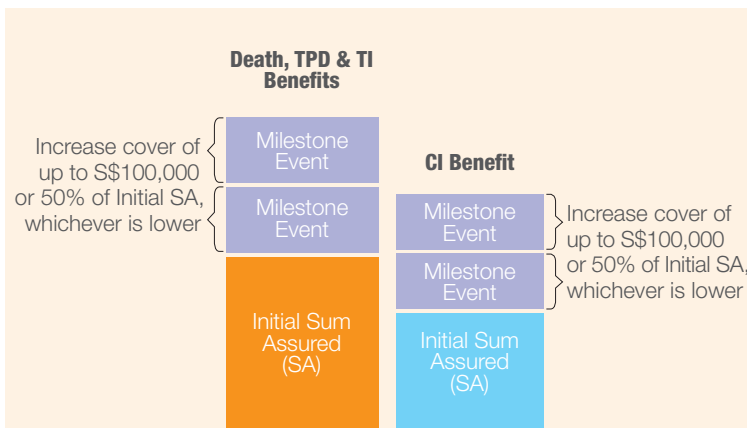 Death, TPD & TI
Benefits
Increase cover of
up to S$100,000
or 50% of Initial SA,
whichever is lower
Milestone
Event
Milestone
Event
Initial Sum
Assured
(SA)
CI Benefit
Milestone
Event
Milestone
Event
Initial Sum
Assured
(SA)
Increase cover of
up to S$100,000
or 50% of Initial SA,
whichever is lower